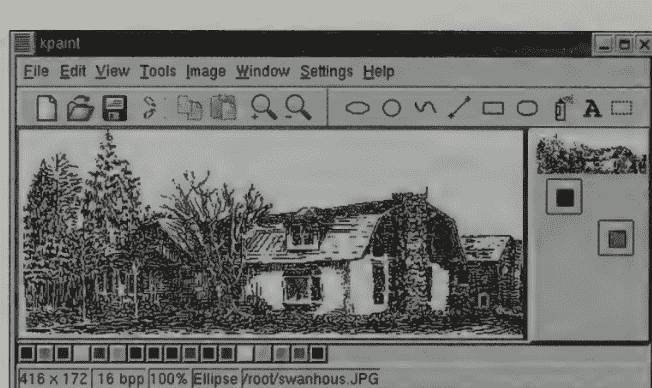 kpaint
File Edit View Tools Image Window Settings Help
A
416 x 172 16 bpp 100% Ellipse /root/swanhous.JPG